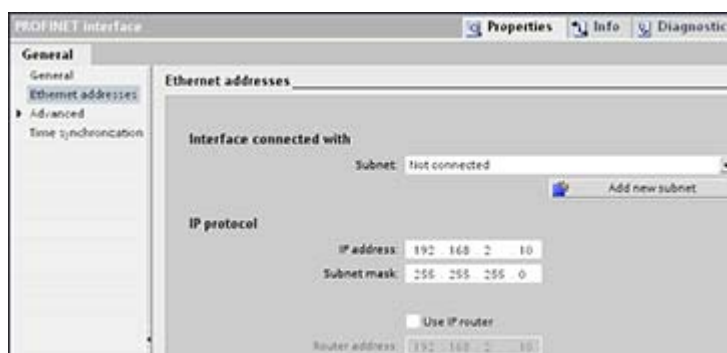 PROFINET interface
Properties Info Diagnostic
General
General
Ethernet addresses
Advanced
Time synchronization
Ethernet addresses
Interface connected with
Subnet: Not connected
Add new subnet
IP protocol
IP address: 192 . 168 . 2 . 10
Subnet mask: 255 . 255 . 255 . 0
Use IP router
Router address: 192 . 168 . 2 . 10